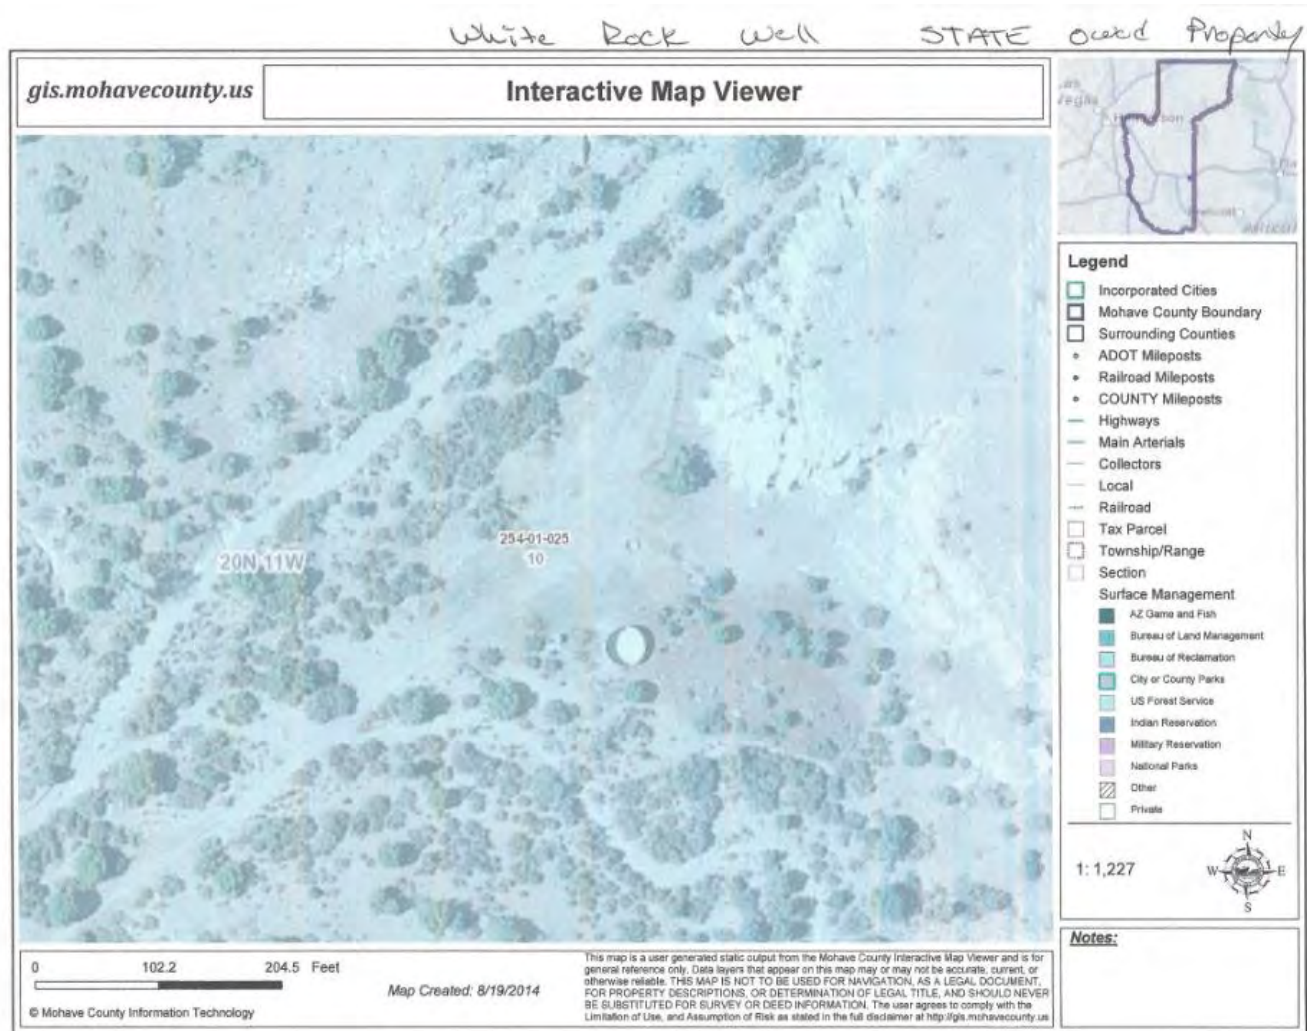 White Rock Well STATE owed Property
gis.mohavecounty.us
Interactive Map Viewer
Legend
Incorporated Cities
Mohave County Boundary
Surrounding Counties
ADOT Mileposts
Railroad Mileposts
COUNTY Mileposts
Highways
Main Arterials
Collectors
Local
Railroad
Tax Parcel
Township/Range
Section
Surface Management
AZ Game and Fish
Bureau of Land Management
Bureau of Reclamation
City or County Parks
US Forest Service
Indian Reservation
Military Reservation
National Parks
Other
Private
254-01-025
10
20N 11W
N
1: 1,227
W E
S
Notes:
0 102.2 204.5 Feet
Map Created: 8/19/2014
© Mohave County Information Technology
This map is a user generated static output from the Mohave County Interactive Map Viewer and is for
general reference only. Data layers that appear on this map may or may not be accurate, current, or
otherwise reliable. THIS MAP IS NOT TO BE USED FOR NAVIGATION, AS A LEGAL DOCUMENT,
FOR PROPERTY DESCRIPTIONS, OR DETERMINATION OF LEGAL TITLE, AND SHOULD NEVER
BE SUBSTITUTED FOR SURVEY OR DEED INFORMATION. The user agrees to comply with the
Limitation of Use, and Assumption of Risk as stated in the full disclaimer at http://gis.mohavecounty.us